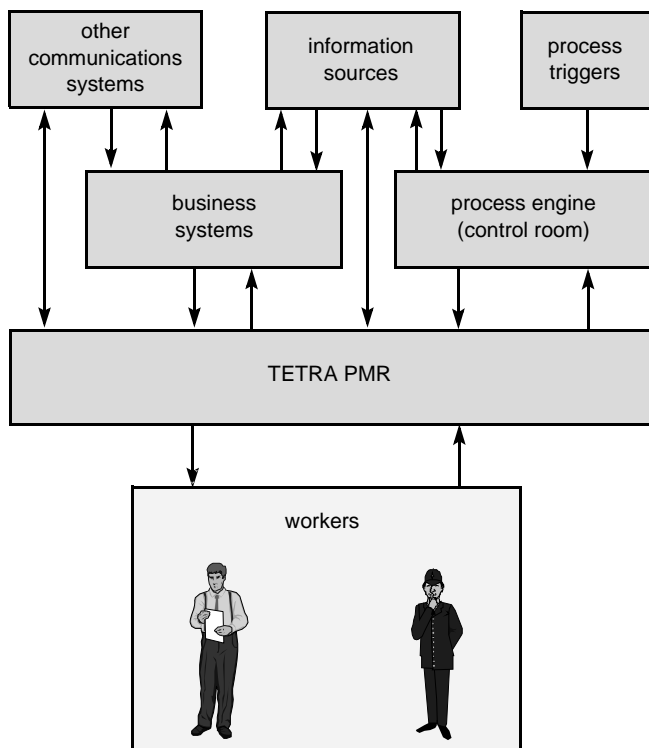 other
communications
systems
information
sources
process
triggers
business
systems
process engine
(control room)
TETRA PMR
workers